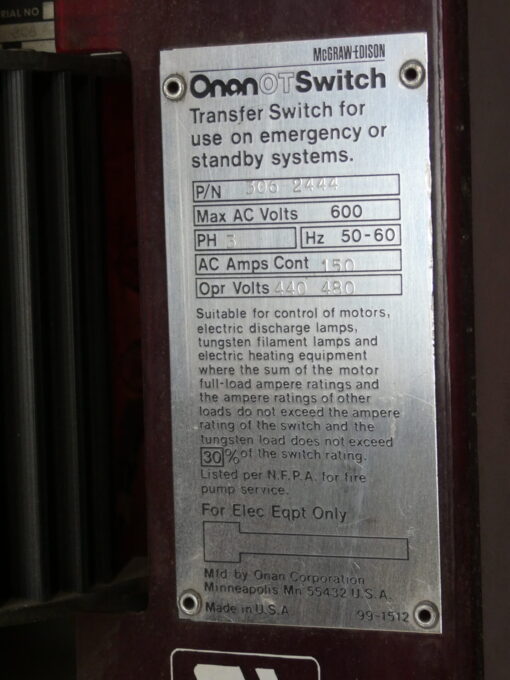 RIAL NO
McGRAW-EDISON
Onan OT Switch
Transfer Switch for
use on emergency or
standby systems.
P/N 306 2444
Max AC Volts 600
PH 3 Hz 50-60
AC Amps Cont 150
Opr Volts 440 480
Suitable for control of motors,
electric discharge lamps,
tungsten filament lamps and
electric heating equipment
where the sum of the motor
full-load ampere ratings and
the ampere ratings of other
loads do not exceed the ampere
rating of the switch and the
tungsten load does not exceed
30 % of the switch rating.
Listed per N.F.P.A. for fire
pump service.
For Elec Eqpt Only
Mfd by Onan Corporation
Minneapolis Mn 55432 U.S.A.
Made in U.S.A 99-1512